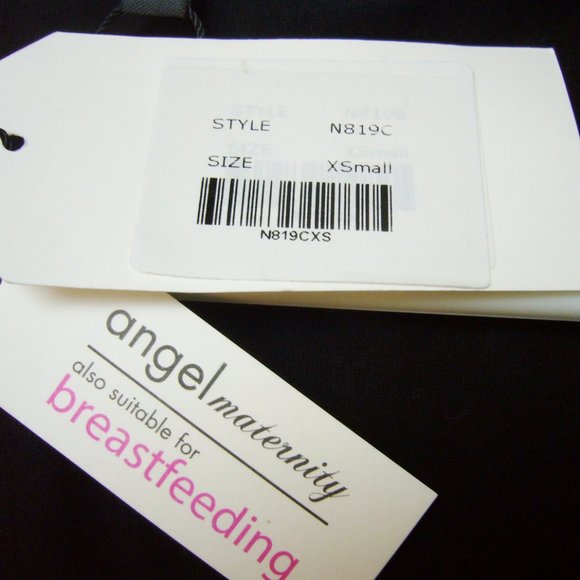 STYLE N819C
SIZE XSmall
N819CXS
angel maternity
also suitable for
breastfeeding